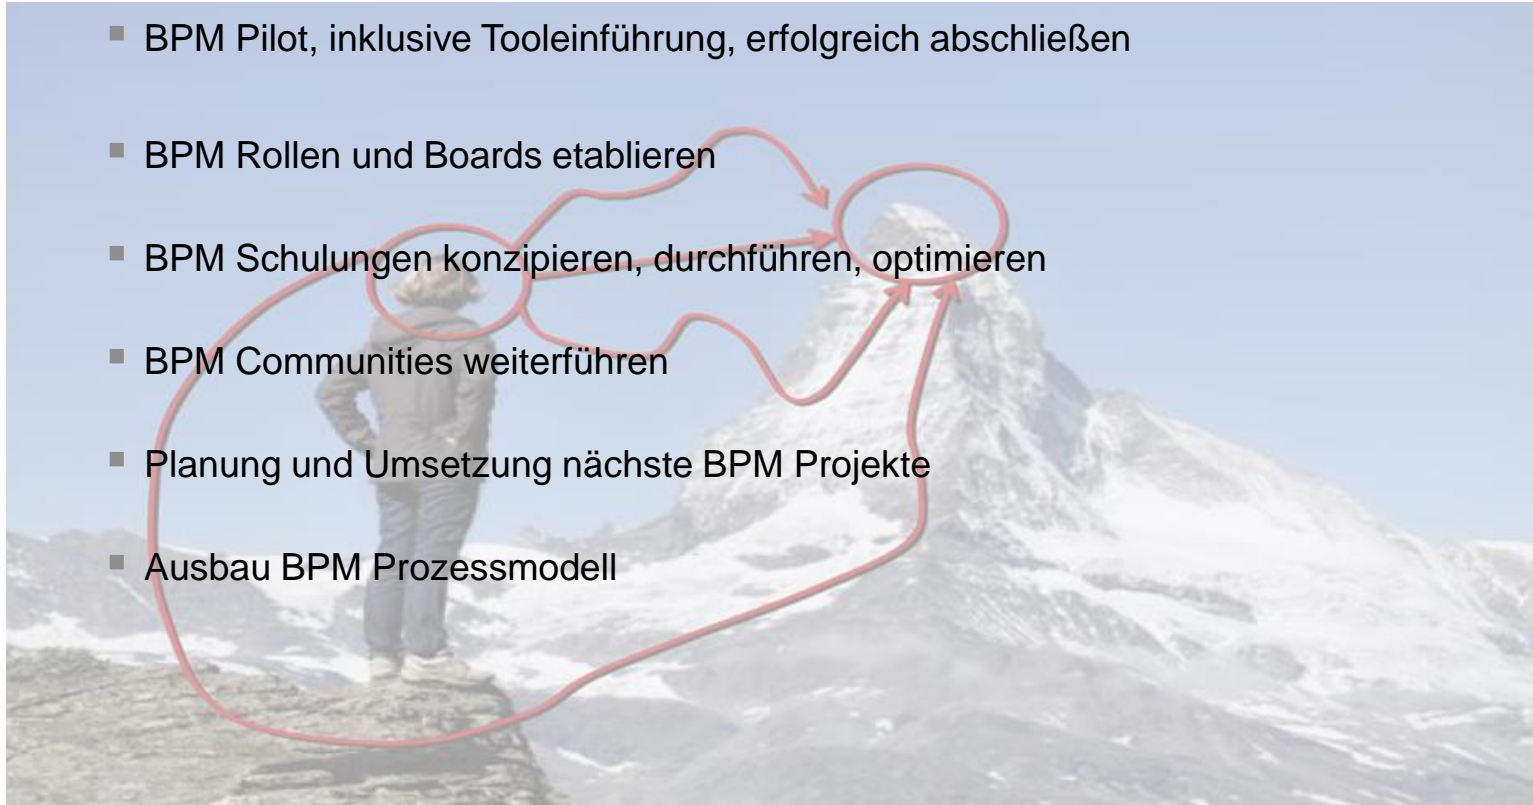 BPM Pilot, inklusive Tooleinführung, erfolgreich abschließen
BPM Rollen und Boards etablieren
BPM Schulungen konzipieren, durchführen, optimieren
BPM Communities weiterführen
Planung und Umsetzung nächste BPM Projekte
Ausbau BPM Prozessmodell